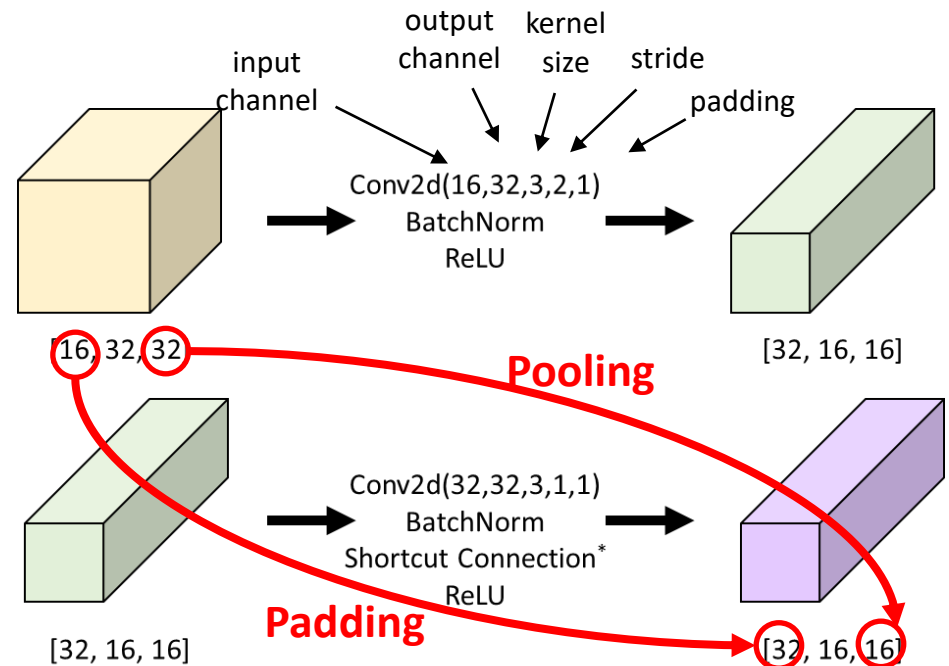 input
channel
output
channel
kernel
size
stride
padding
Conv2d(16,32,3,2,1)
BatchNorm
ReLU
[16, 32, 32]
[32, 16, 16]
Pooling
Conv2d(32,32,3,1,1)
BatchNorm
Shortcut Connection*
ReLU
Padding
[32, 16, 16]
[32, 16, 16]